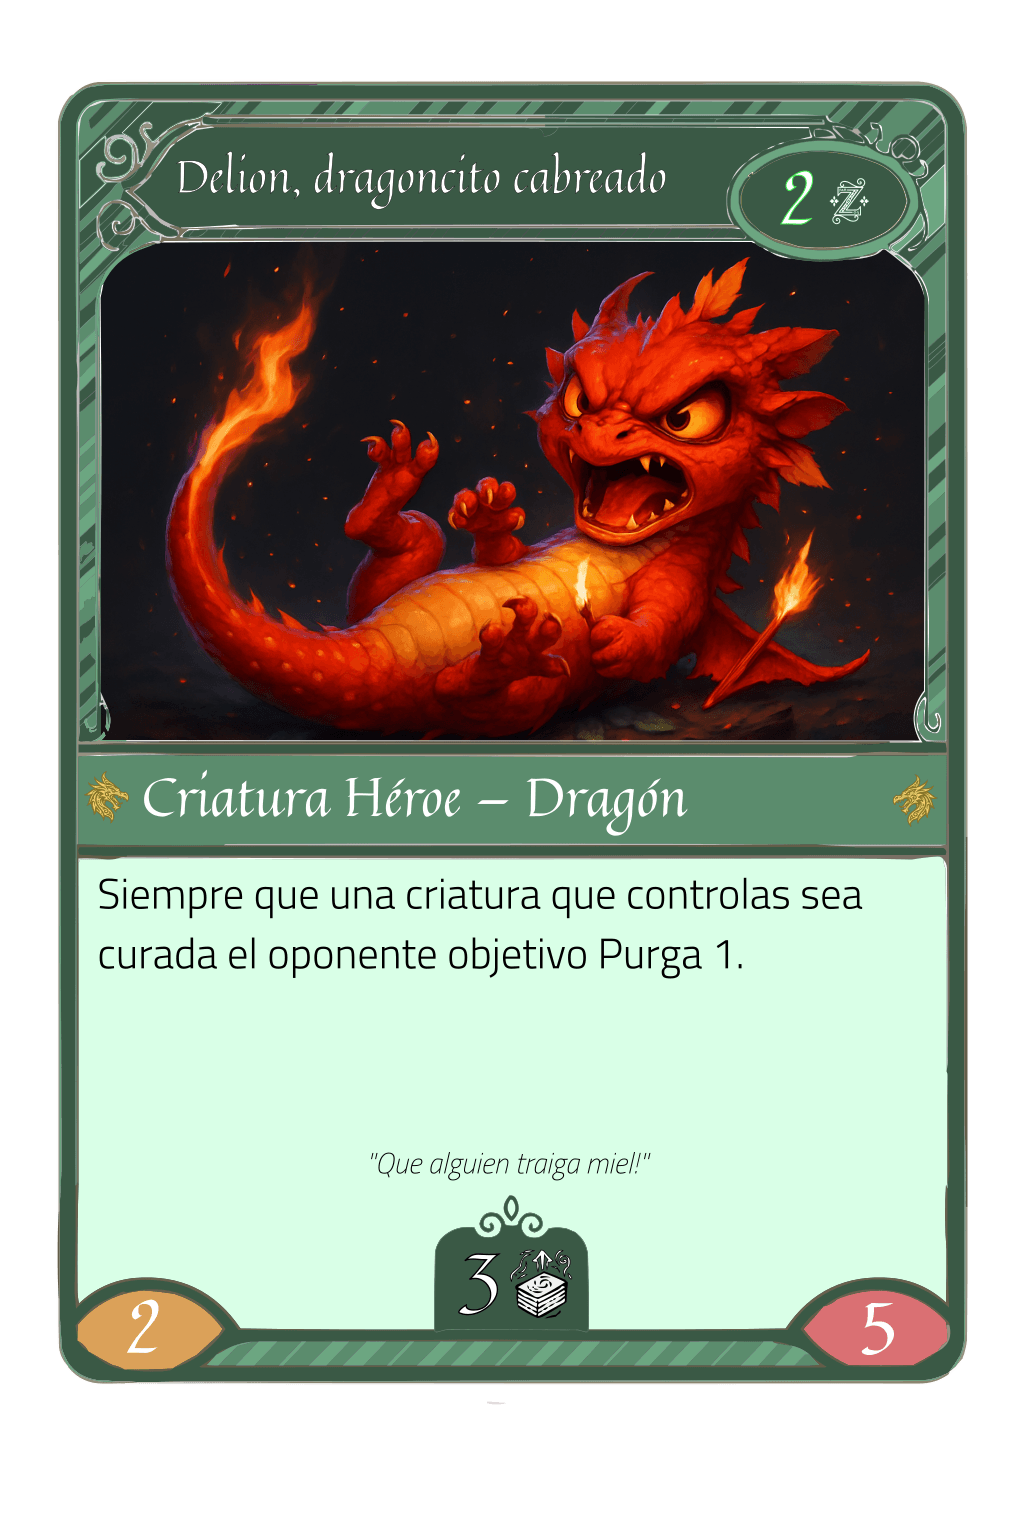 Delion, dragoncito cabreado
2 Z
Criatura Héroe – Dragón
Siempre que una criatura que controlas sea
curada el oponente objetivo Purga 1.
"Que alguien traiga miel!"
3
2
5